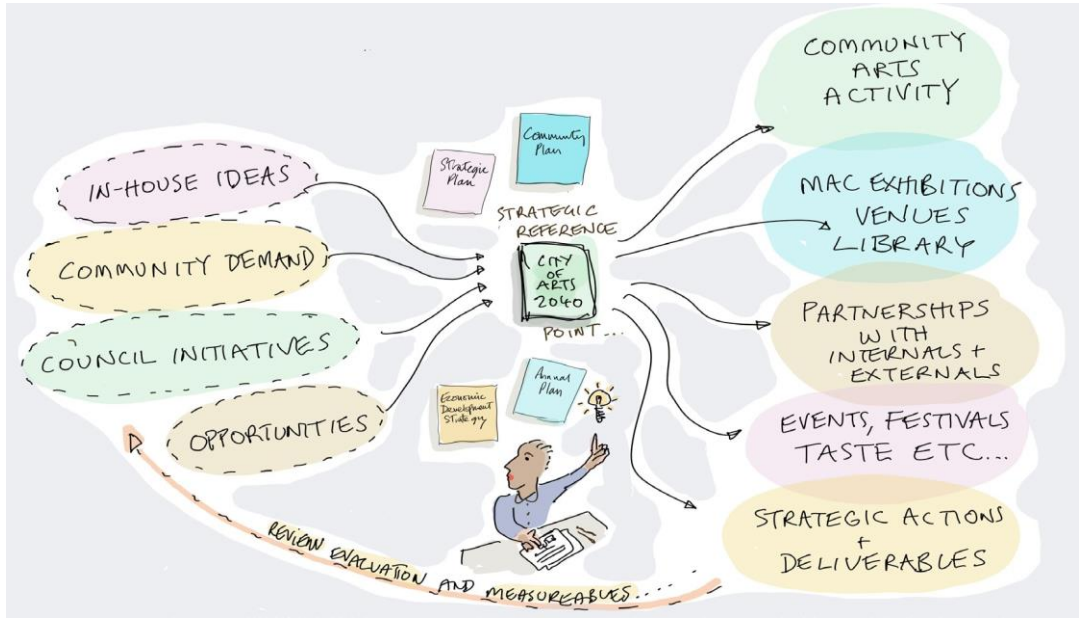 IN-HOUSE IDEAS
COMMUNITY DEMAND
COUNCIL INITIATIVES
OPPORTUNITIES
Strategic
Plan
Community
Plan
STRATEGIC
REFERENCE
CITY
OF
ARTS
2040
POINT...
Economic
Development
Strategy
Annual
Plan
COMMUNITY
ARTS
ACTIVITY
MAC EXHIBITIONS
VENUES
LIBRARY
PARTNERSHIPS
WITH
INTERNALS +
EXTERNALS
EVENTS, FESTIVALS
TASTE ETC...
STRATEGIC ACTIONS
+
DELIVERABLES
REVIEW EVALUATION AND MEASUREABLES.....